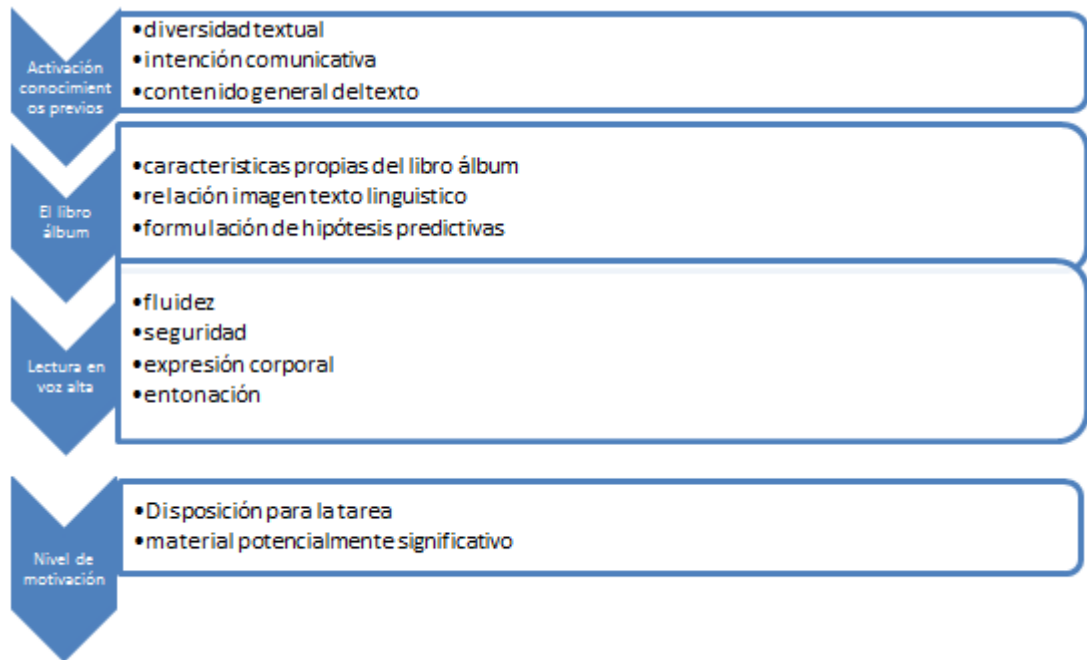 Activación
conocimient
os previos
•diversidad textual
•intención comunicativa
•contenido general del texto
El libro
álbum
•caracteristicas propias del libro álbum
•relación imagen texto linguistico
•formulación de hipótesis predictivas
Lectura en
voz alta
•fluidez
•seguridad
•expresión corporal
•entonación
Nivel de
motivación
•Disposición para la tarea
•material potencialmente significativo